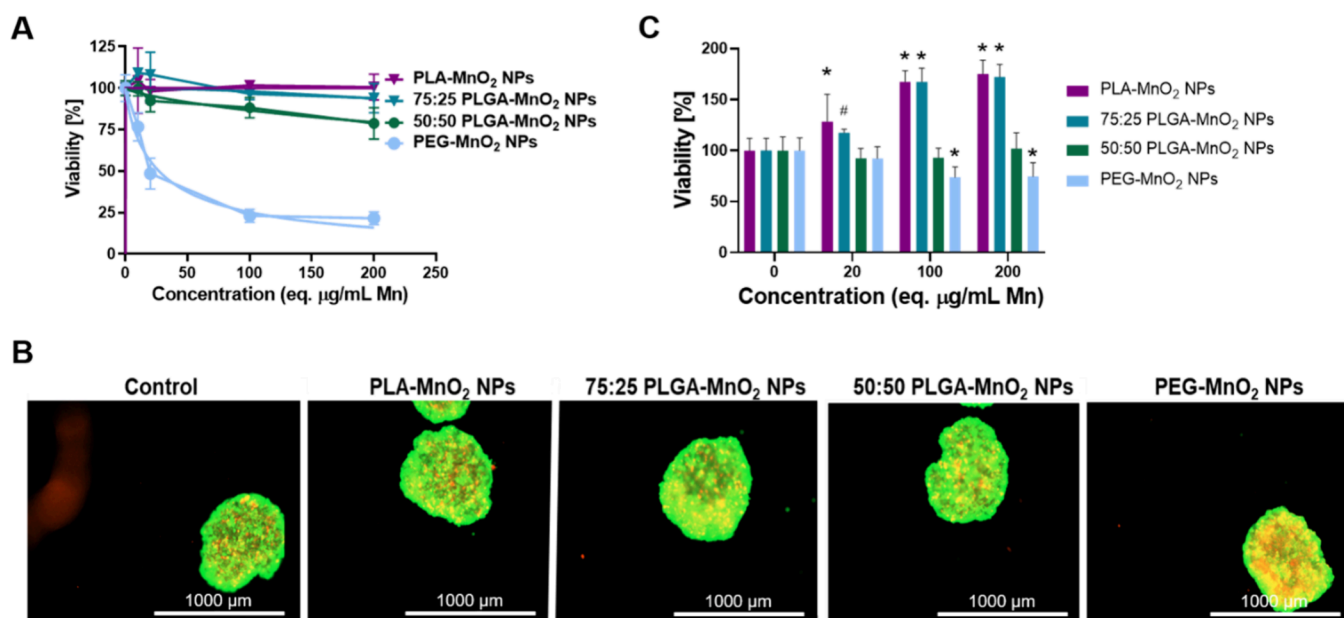 A
Viability [%]
125
100
75
50
25
0
0 50 100 150 200 250
Concentration (eq. μg/mL Mn)
PLA-MnO₂ NPs
75:25 PLGA-MnO₂ NPs
50:50 PLGA-MnO₂ NPs
PEG-MnO₂ NPs
C
Viability [%]
200
150
100
50
0
* # * * * * * *
0 20 100 200
Concentration (eq. μg/mL Mn)
PLA-MnO₂ NPs
75:25 PLGA-MnO₂ NPs
50:50 PLGA-MnO₂ NPs
PEG-MnO₂ NPs
B
Control PLA-MnO₂ NPs 75:25 PLGA-MnO₂ NPs 50:50 PLGA-MnO₂ NPs PEG-MnO₂ NPs
1000 μm 1000 μm 1000 μm 1000 μm 1000 μm